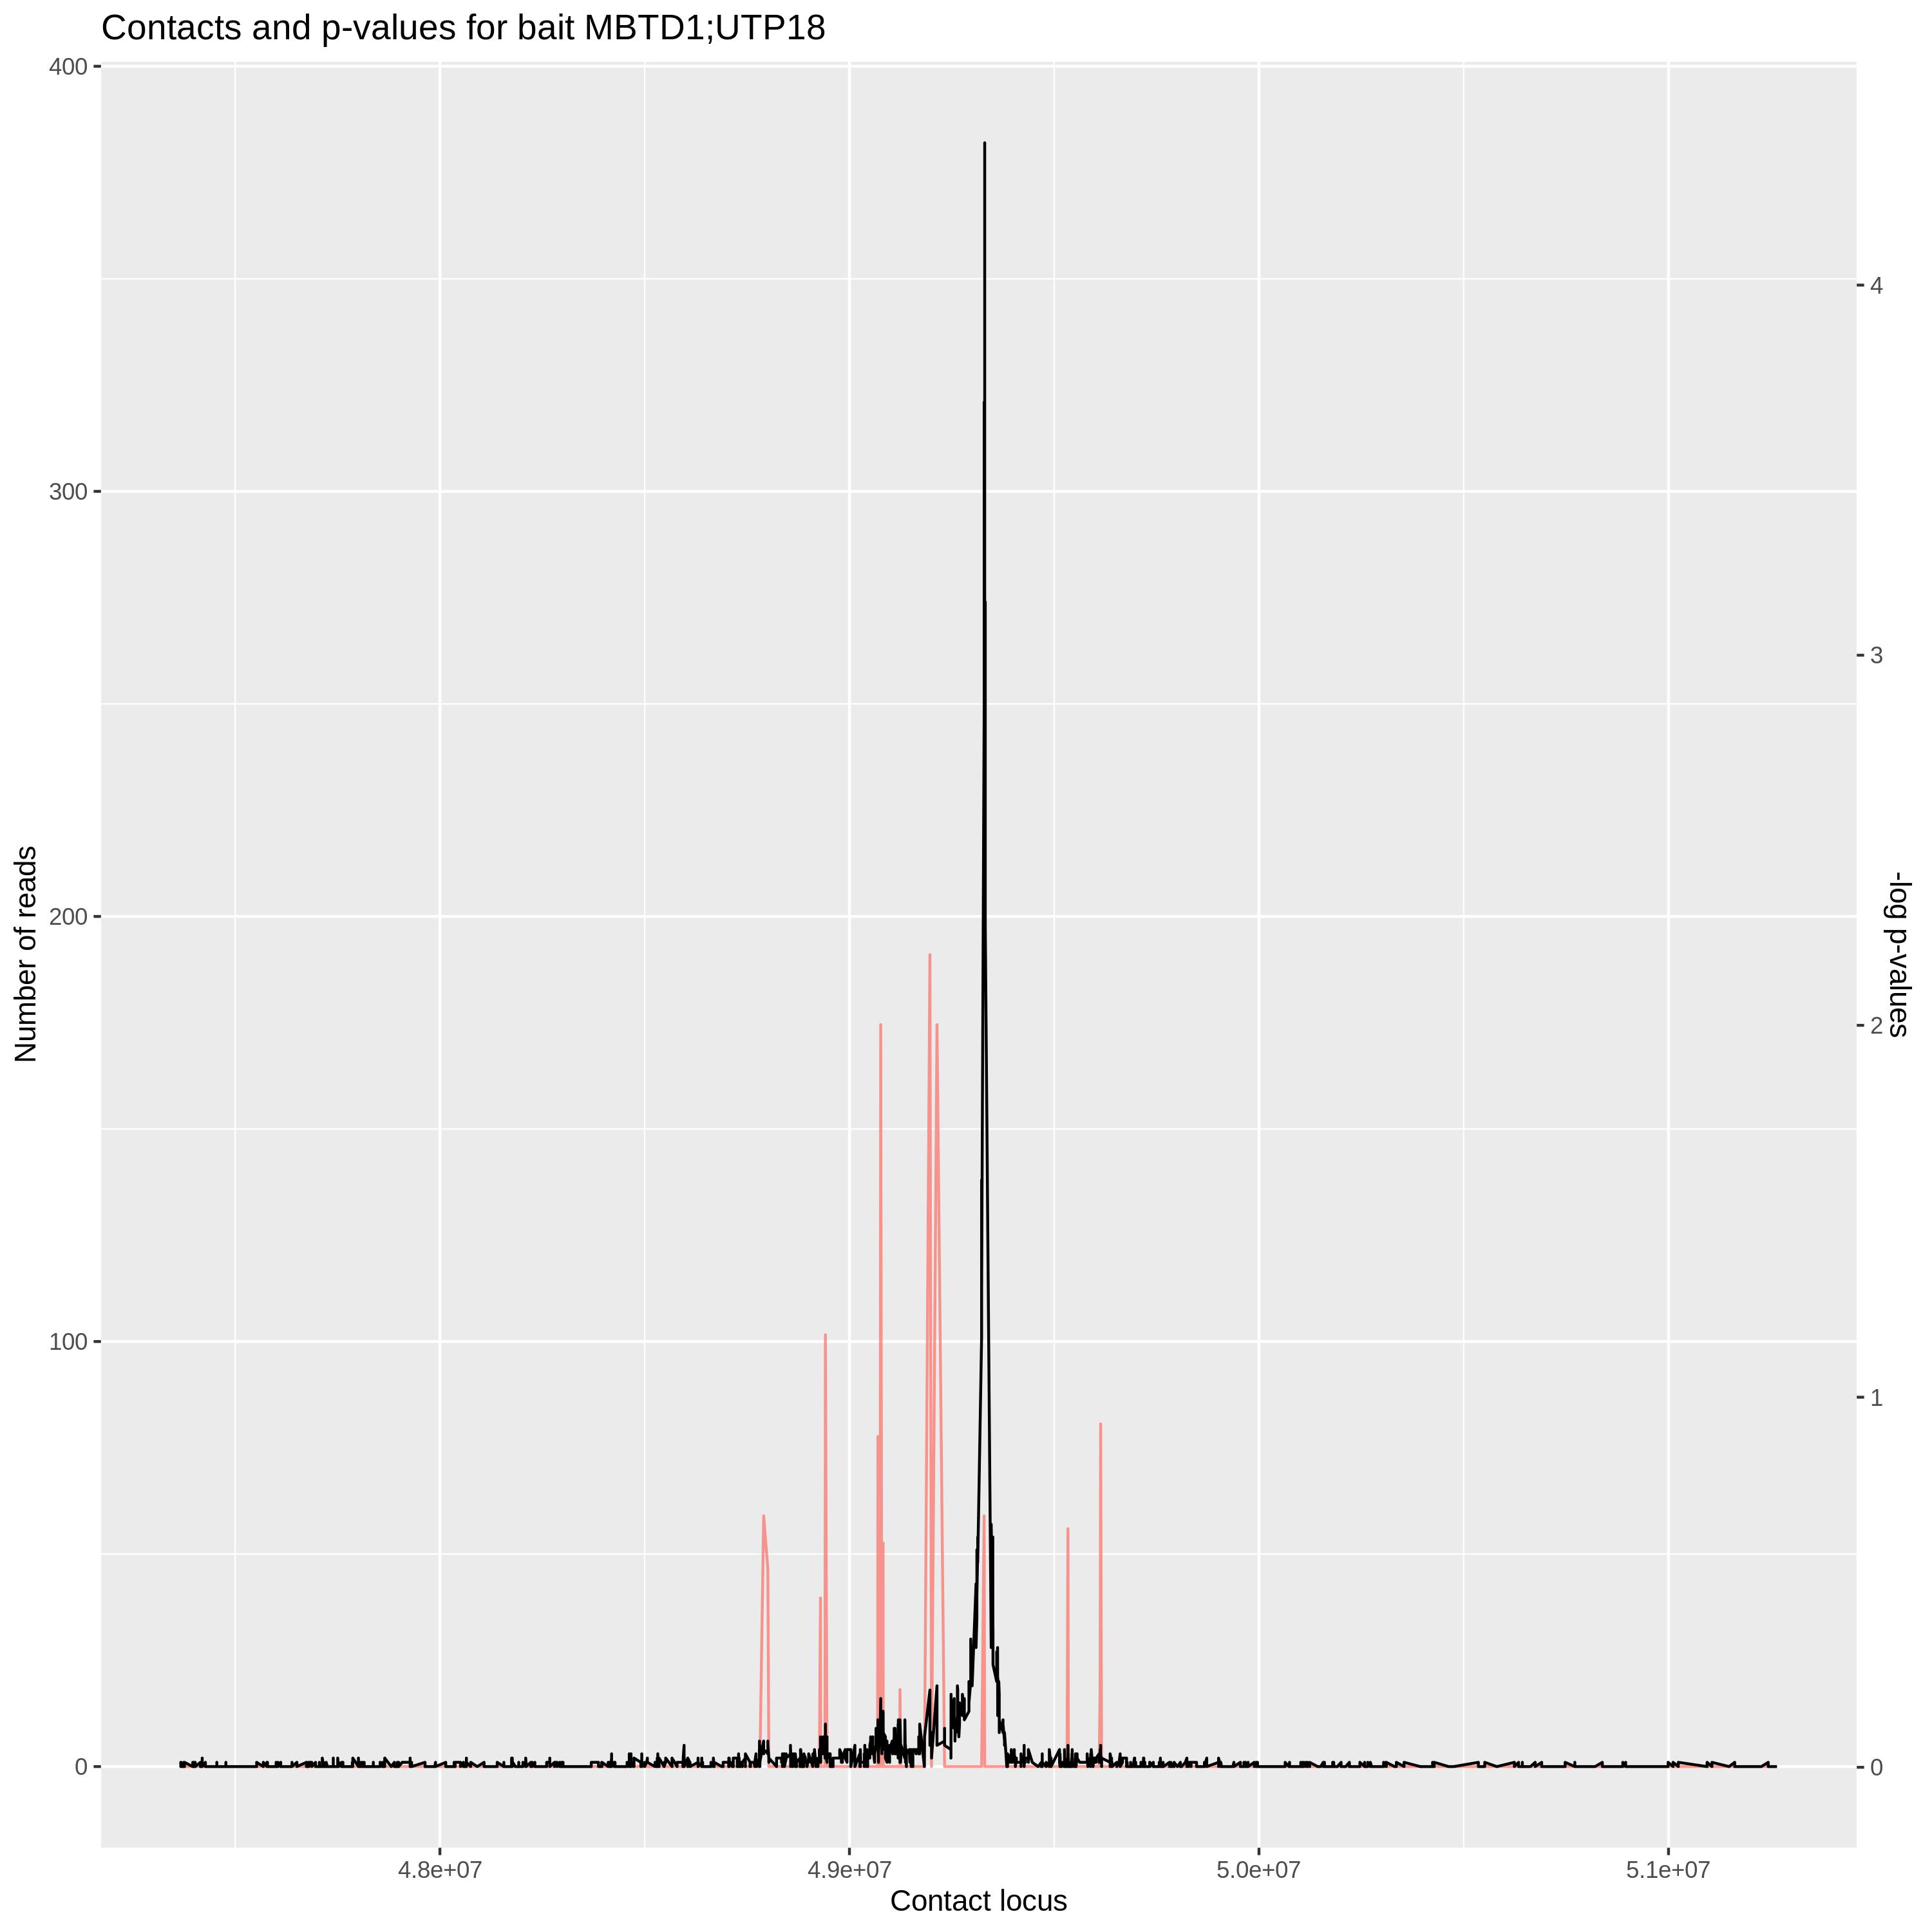 Contacts and p-values for bait MBTD1;UTP18
400
300
200
100
0
Number of reads
4
3
2
1
0
-log p-values
4.8e+07
4.9e+07
5.0e+07
5.1e+07
Contact locus